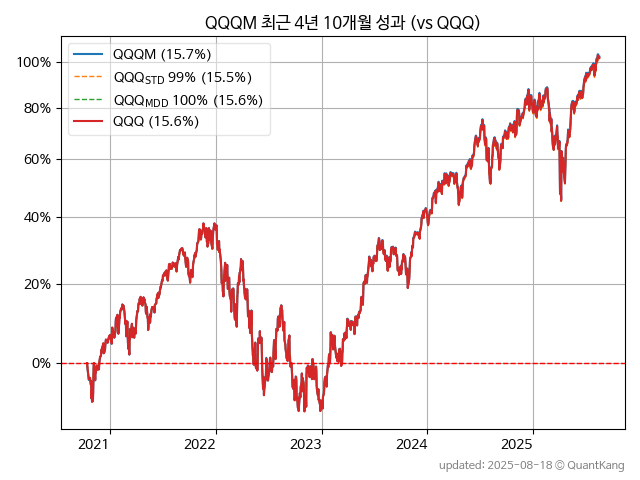 QQQM 최근 4년 10개월 성과 (vs QQQ)
QQQM (15.7%)
QQQSTD 99% (15.5%)
QQQMDD 100% (15.6%)
QQQ (15.6%)
100%
80%
60%
40%
20%
0%
2021 2022 2023 2024 2025
updated: 2025-08-18 © QuantKang